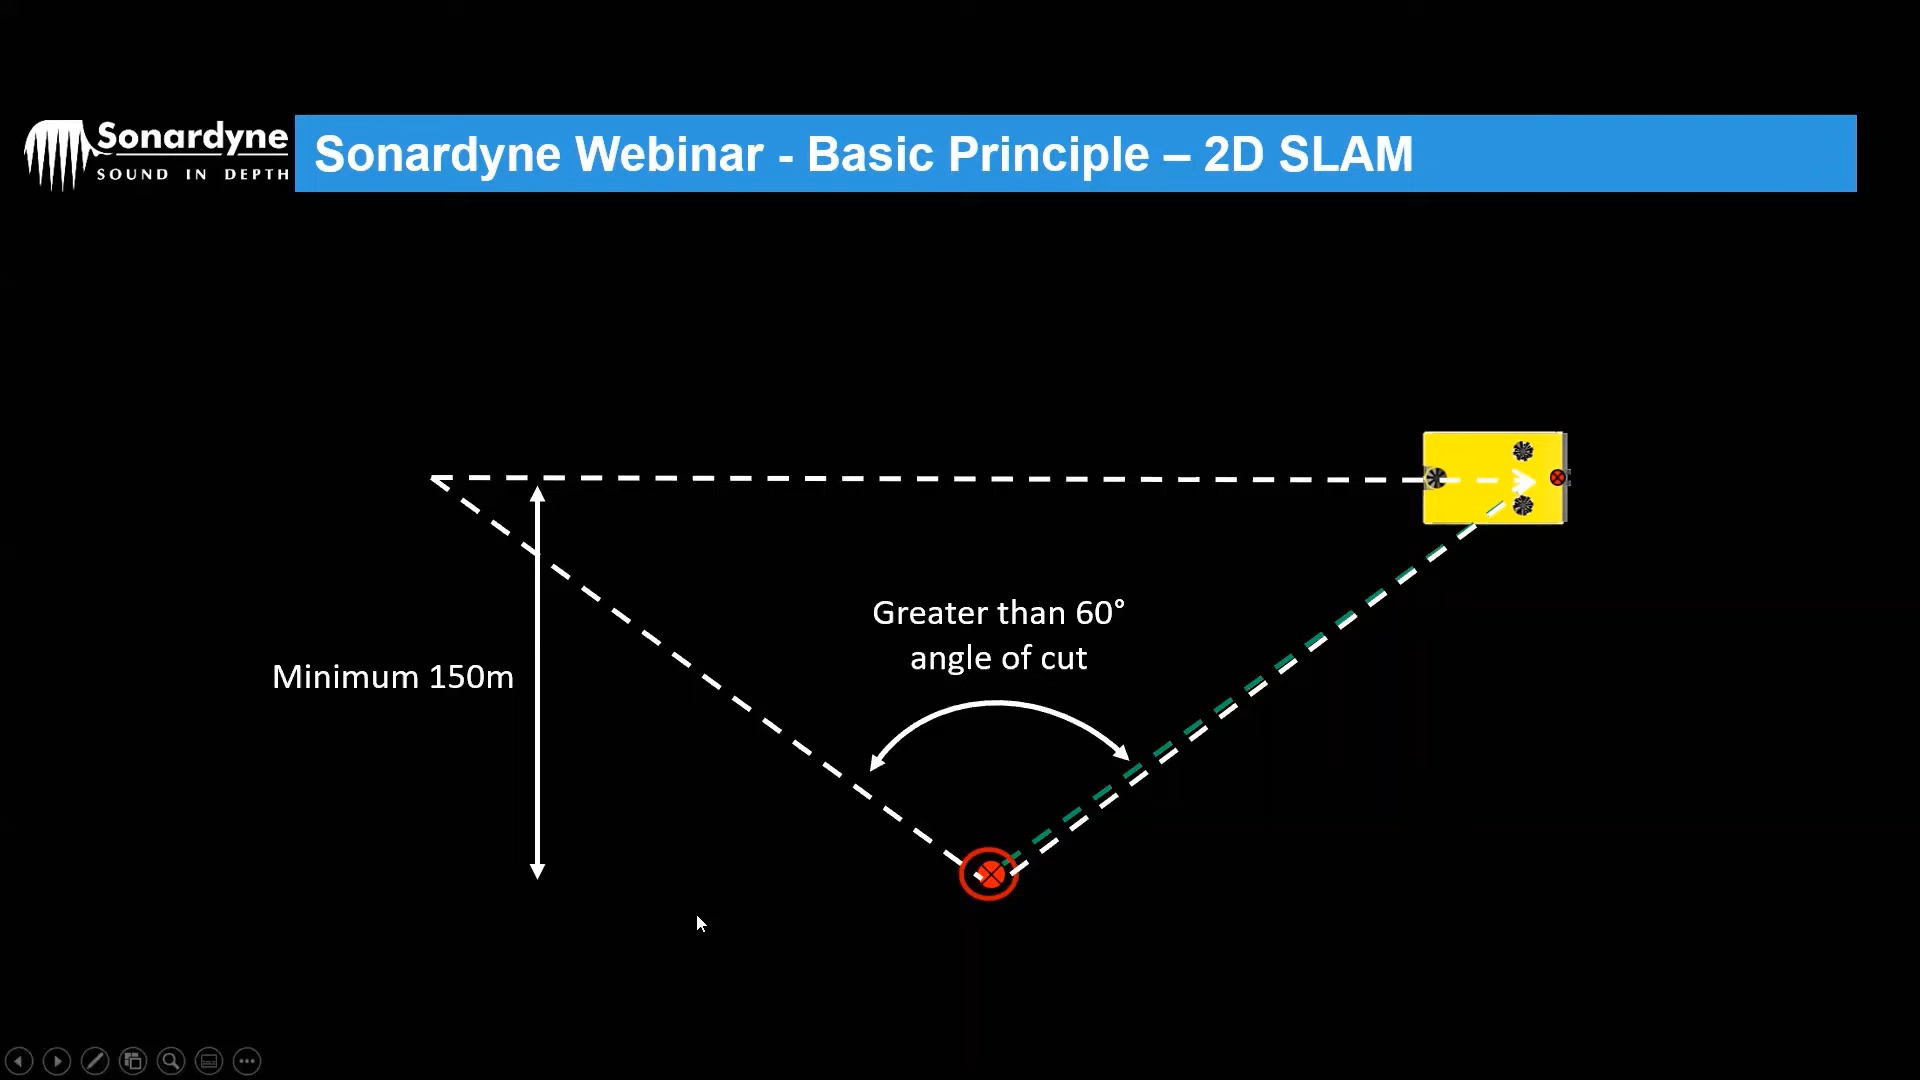 Sonardyne
SOUND IN DEPTH
Sonardyne Webinar - Basic Principle – 2D SLAM
Greater than 60°
angle of cut
Minimum 150m